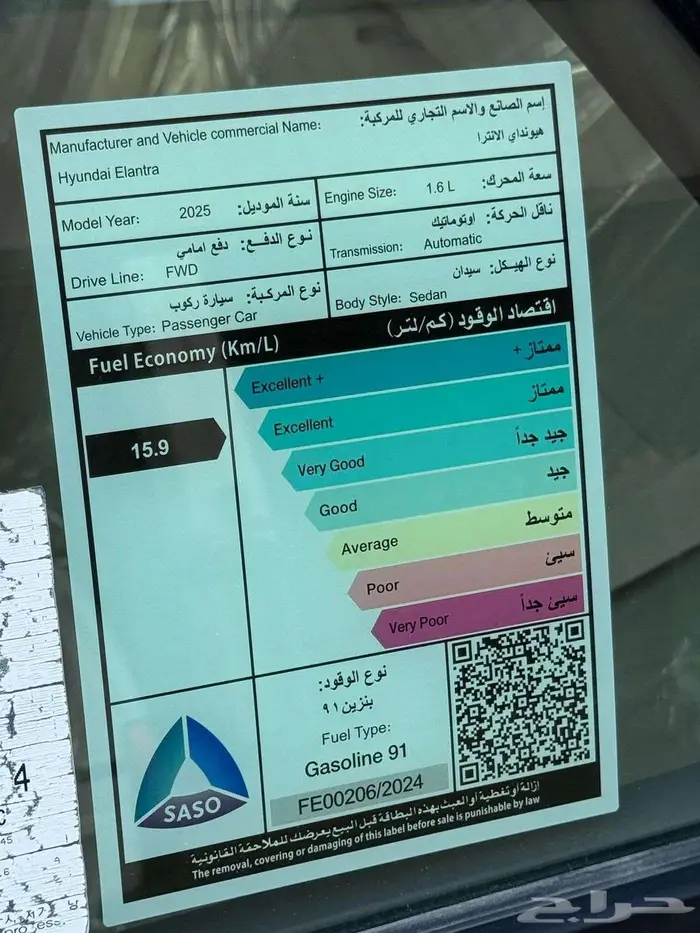 إسم الصانع والاسم التجاري للمركبة:
Manufacturer and Vehicle commercial Name:
هيونداي الانترا
Hyundai Elantra
سنة الموديل:
Model Year: 2025
سعة المحرك:
Engine Size: 1.6 L
نوع الدفع: دفع امامي
Drive Line: FWD
ناقل الحركة: اوتوماتيك
Transmission: Automatic
نوع المركبة: سيارة ركوب
Vehicle Type: Passenger Car
نوع الهيكل: سيدان
Body Style: Sedan
اقتصاد الوقود (كم/لتر)
Fuel Economy (Km/L)
15.9
Excellent + ممتاز +
Excellent ممتاز
Very Good جيد جداً
Good جيد
Average متوسط
Poor سيئ
Very Poor سيئ جداً
SASO
نوع الوقود:
بنزين ٩١
Fuel Type:
Gasoline 91
FE00206/2024
إزالة أو تغطية أو العبث بهذه البطاقة قبل البيع يعرضك للملاحقة القانونية
The removal, covering or damaging of this label before sale is punishable by law
4
45
6
حراج